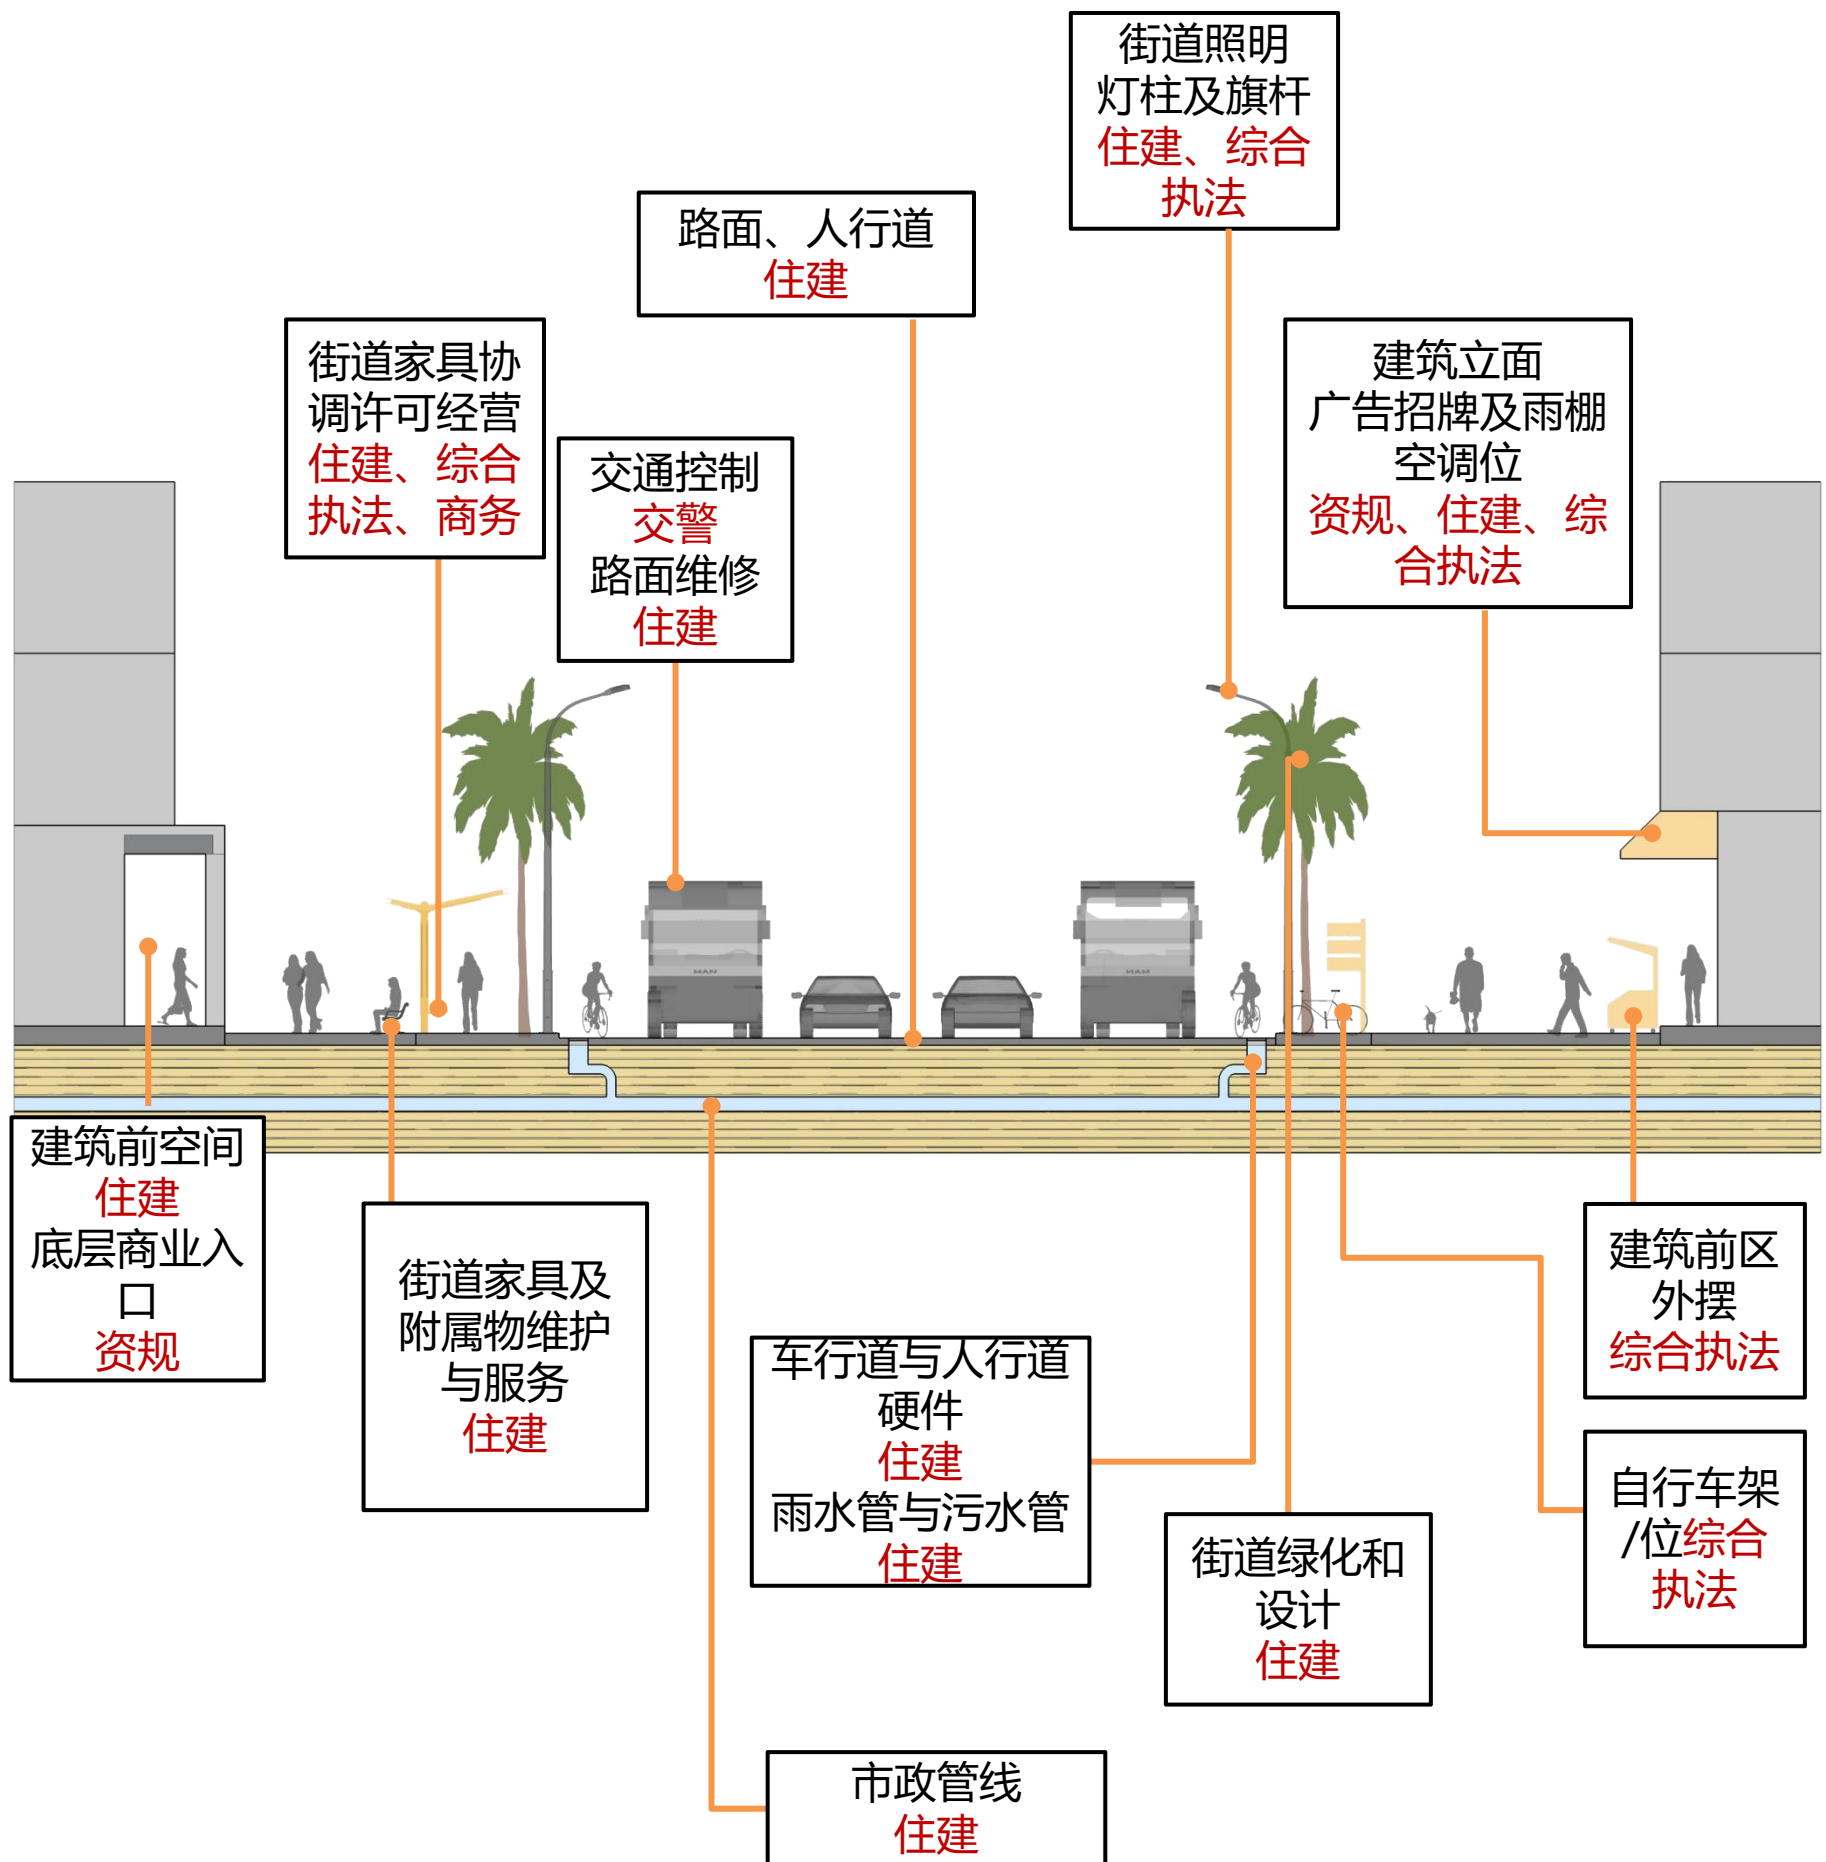 街道照明
灯柱及旗杆
住建、综合
执法
路面、人行道
住建
街道家具协
调许可经营
住建、综合
执法、商务
交通控制
交警
路面维修
住建
建筑立面
广告招牌及雨棚
空调位
资规、住建、综
合执法
MAN
MAN
建筑前空间
住建
底层商业入
口
资规
街道家具及
附属物维护
与服务
住建
车行道与人行道
硬件
住建
雨水管与污水管
住建
街道绿化和
设计
住建
建筑前区
外摆
综合执法
自行车架
/位综合
执法
市政管线
住建